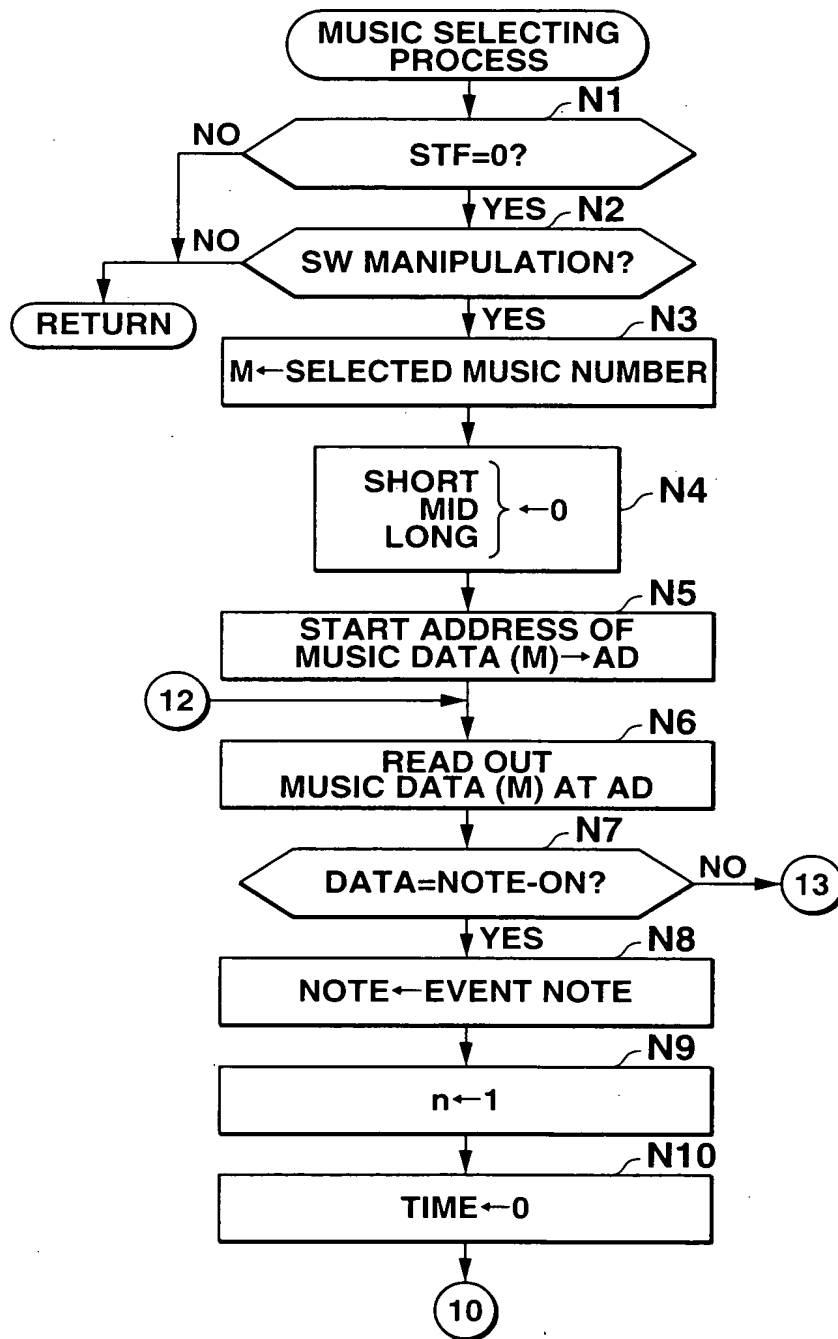 MUSIC SELECTING
PROCESS
N1
NO
STF=0?
YES
N2
NO
SW MANIPULATION?
RETURN
YES
N3
M←SELECTED MUSIC NUMBER
SHORT
MID
LONG
←0
N4
N5
START ADDRESS OF
MUSIC DATA (M)→AD
12
N6
READ OUT
MUSIC DATA (M) AT AD
N7
DATA=NOTE-ON?
NO
13
YES
N8
NOTE←EVENT NOTE
N9
n←1
N10
TIME←0
10